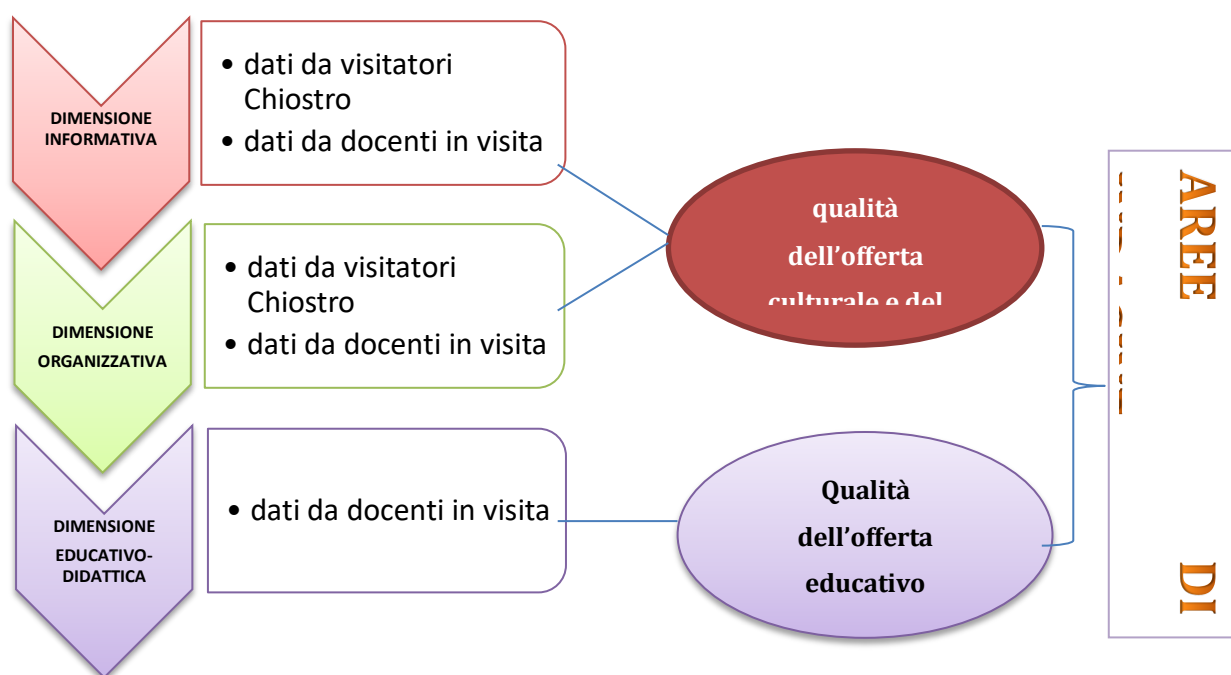 DIMENSIONE
INFORMATIVA
• dati da visitatori
Chiostro
• dati da docenti in visita
DIMENSIONE
ORGANIZZATIVA
• dati da visitatori
Chiostro
• dati da docenti in visita
DIMENSIONE
EDUCATIVO-
DIDATTICA
• dati da docenti in visita
qualità
dell’offerta
culturale e del
Qualità
dell’offerta
educativo
AREE DI